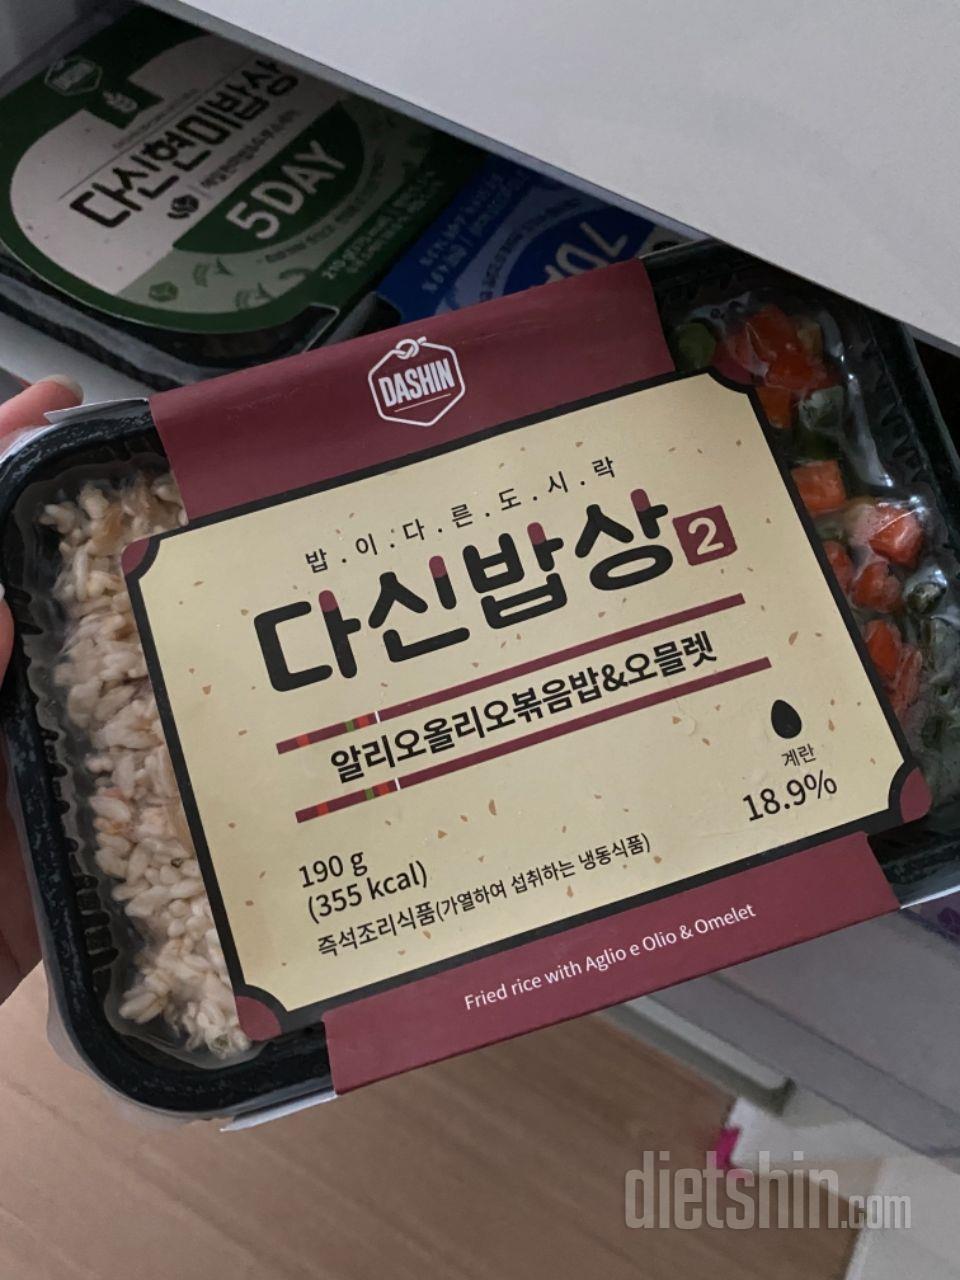 다신현미밥상
5 DAY
DASHIN
밥.이.다.른.도.시.락
다신밥상2
알리오올리오볶음밥&오믈렛
계란
18.9%
190 g
(355 kcal)
즉석조리식품(가열하여 섭취하는 냉동식품)
Fried rice with Aglio e Olio & Omelet
dietshin.com